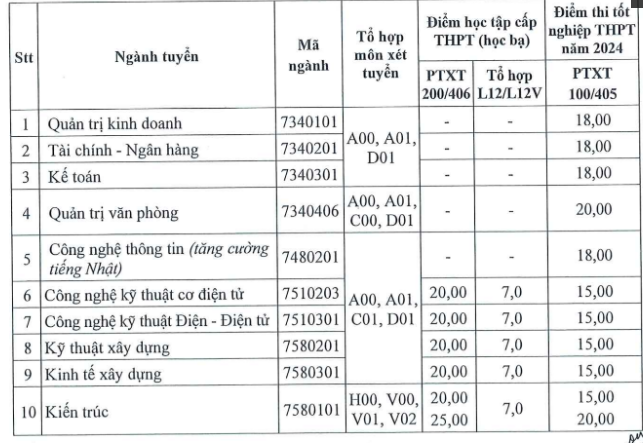 Stt Ngành tuyển Mã ngành Tổ hợp môn xét tuyển Điểm học tập cấp THPT (học bạ) Điểm thi tốt nghiệp THPT năm 2024
PTXT 200/406 Tổ hợp L12/L12V PTXT 100/405
1 Quản trị kinh doanh 7340101 A00, A01, D01 - - 18,00
2 Tài chính - Ngân hàng 7340201 - - 18,00
3 Kế toán 7340301 - - 18,00
4 Quản trị văn phòng 7340406 A00, A01, C00, D01 - - 20,00
5 Công nghệ thông tin (tăng cường tiếng Nhật) 7480201 A00, A01, C01, D01 - - 18,00
6 Công nghệ kỹ thuật cơ điện tử 7510203 20,00 7,0 15,00
7 Công nghệ kỹ thuật Điện - Điện tử 7510301 20,00 7,0 15,00
8 Kỹ thuật xây dựng 7580201 20,00 7,0 15,00
9 Kinh tế xây dựng 7580301 20,00 7,0 15,00
10 Kiến trúc 7580101 H00, V00, V01, V02 20,00 25,00 7,0 15,00 20,00